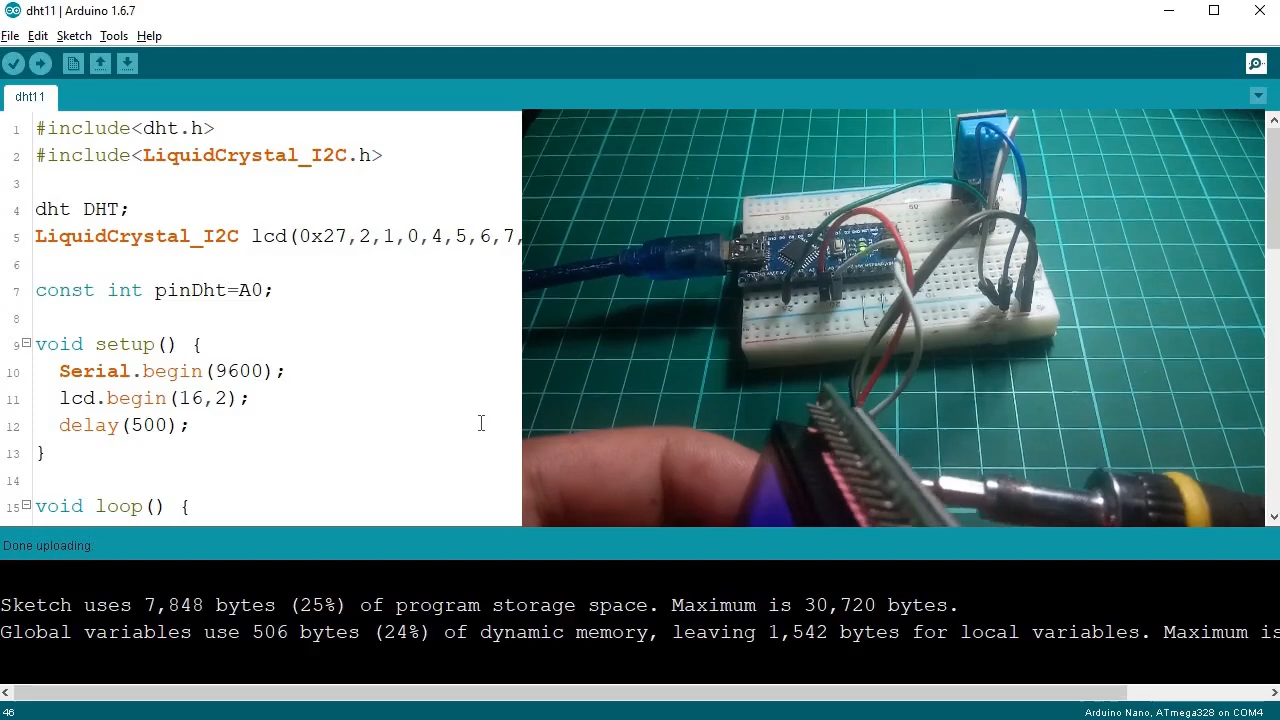 dht11 | Arduino 1.6.7
File Edit Sketch Tools Help
dht11
1 #include<dht.h>
2 #include<LiquidCrystal_I2C.h>
3
4 dht DHT;
5 LiquidCrystal_I2C lcd(0x27,2,1,0,4,5,6,7,
6
7 const int pinDht=A0;
8
9 void setup() {
10 Serial.begin(9600);
11 lcd.begin(16,2);
12 delay(500);
13 }
14
15 void loop() {
Done uploading.
Sketch uses 7,848 bytes (25%) of program storage space. Maximum is 30,720 bytes.
Global variables use 506 bytes (24%) of dynamic memory, leaving 1,542 bytes for local variables. Maximum is
46
Arduino Nano, ATmega328 on COM4